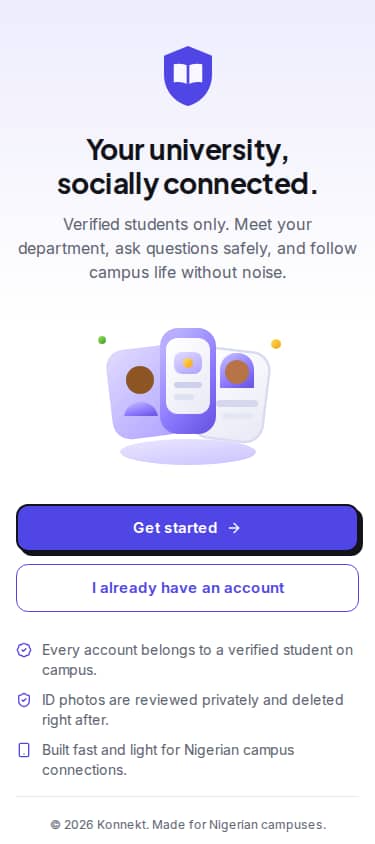 Your university,
socially connected.
Verified students only. Meet your
department, ask questions safely, and follow
campus life without noise.
Get started →
I already have an account
Every account belongs to a verified student on
campus.
ID photos are reviewed privately and deleted
right after.
Built fast and light for Nigerian campus
connections.
© 2026 Konnekt. Made for Nigerian campuses.